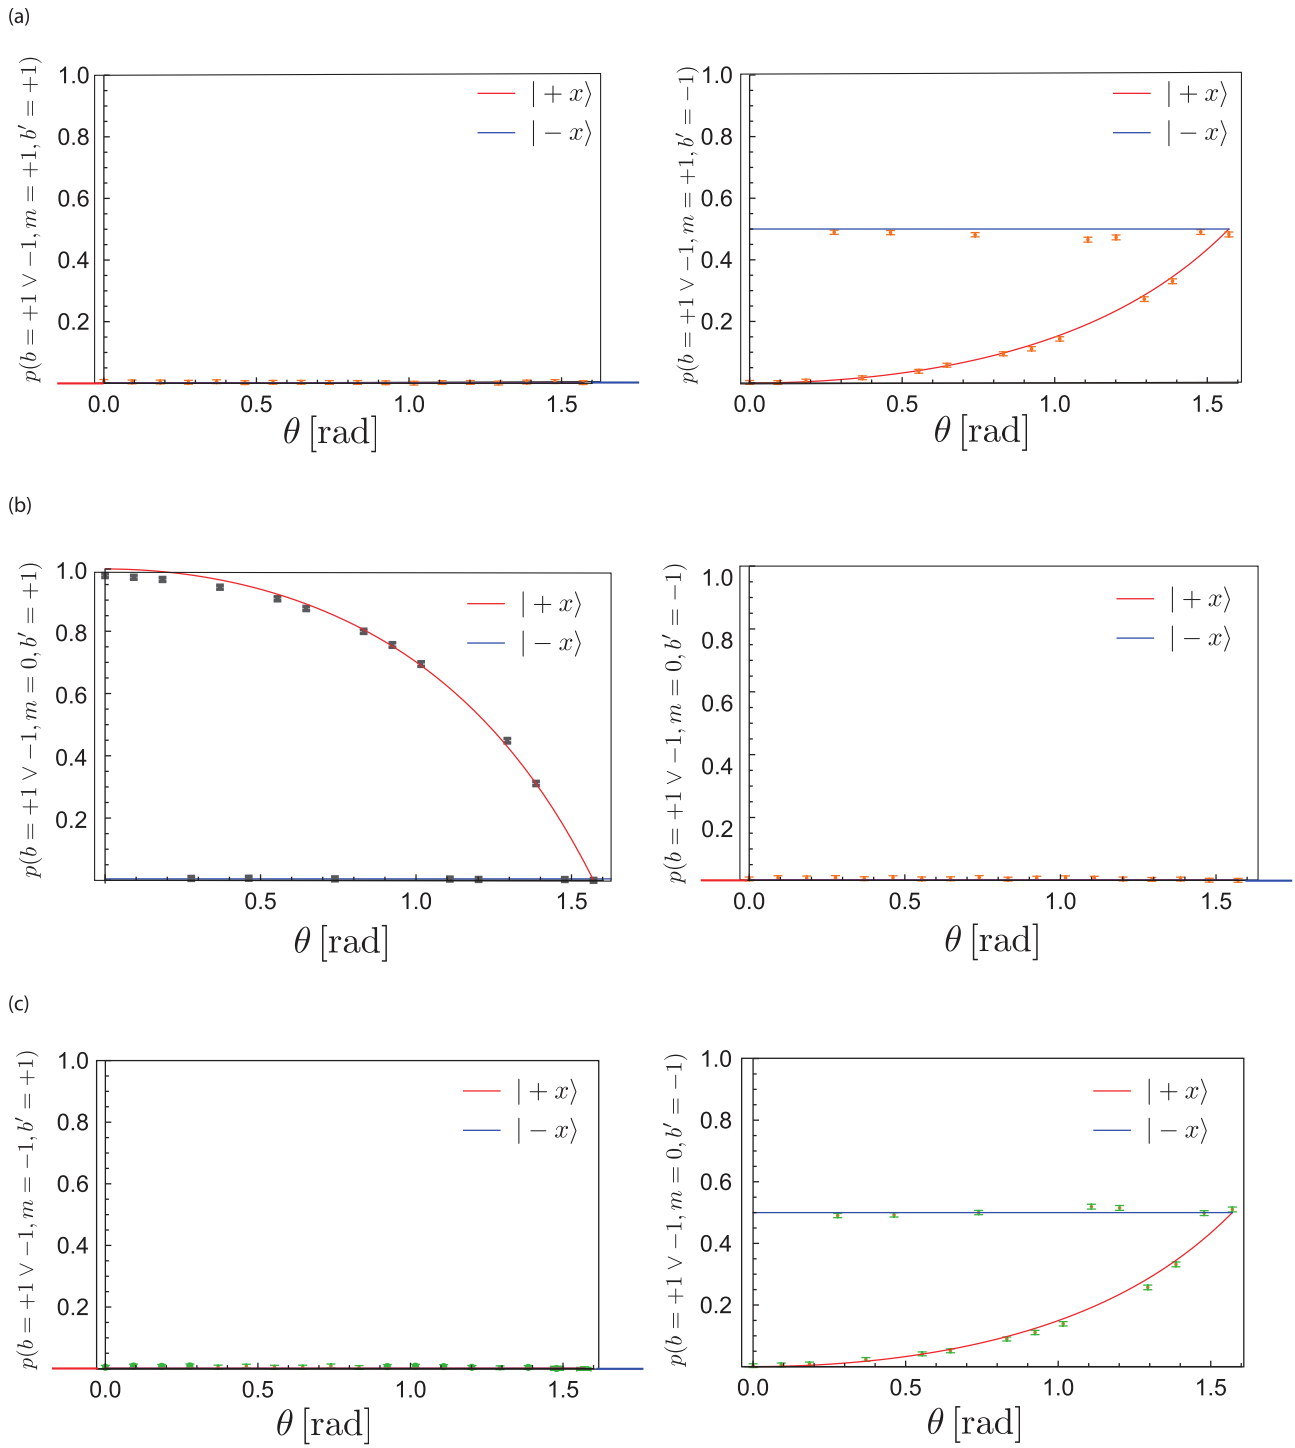 (a)
p(b = +1 ∨ −1, m = +1, b′ = +1)
1.0
0.8
0.6
0.4
0.2
0.0 0.5 1.0 1.5
θ [rad]
| + x⟩
| − x⟩
p(b = +1 ∨ −1, m = +1, b′ = −1)
1.0
0.8
0.6
0.4
0.2
0.0 0.5 1.0 1.5
θ [rad]
| + x⟩
| − x⟩
(b)
p(b = +1 ∨ −1, m = 0, b′ = +1)
1.0
0.8
0.6
0.4
0.2
0.5 1.0 1.5
θ [rad]
| + x⟩
| − x⟩
p(b = +1 ∨ −1, m = 0, b′ = −1)
1.0
0.8
0.6
0.4
0.2
0.0 0.5 1.0 1.5
θ [rad]
| + x⟩
| − x⟩
(c)
p(b = +1 ∨ −1, m = −1, b′ = +1)
1.0
0.8
0.6
0.4
0.2
0.0 0.5 1.0 1.5
θ [rad]
| + x⟩
| − x⟩
p(b = +1 ∨ −1, m = 0, b′ = −1)
1.0
0.8
0.6
0.4
0.2
0.0 0.5 1.0 1.5
θ [rad]
| + x⟩
| − x⟩